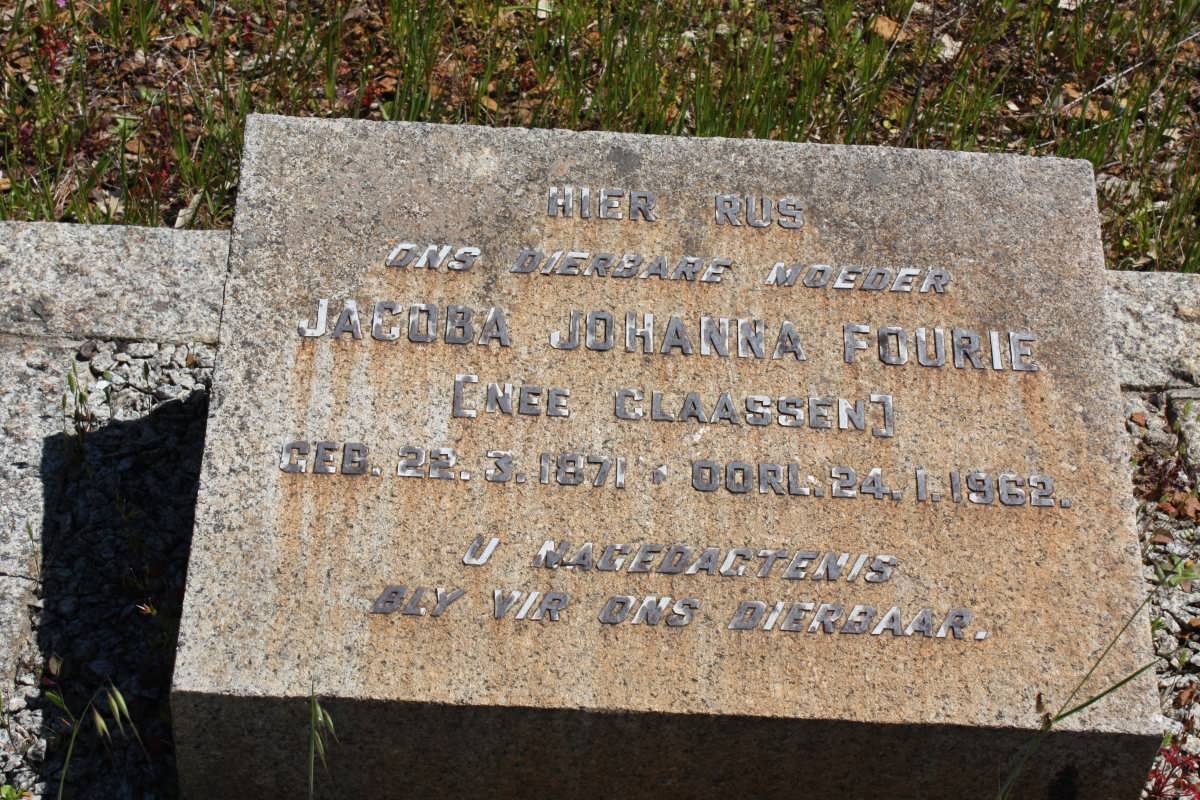 HIER RUS
ONS DIERBARE MOEDER
JACOBA JOHANNA FOURIE
[NEE CLAASSEN]
GEB. 22.3.1871 · OORL. 24.1.1962.
U NAGEDAGTENIS
BLY VIR ONS DIERBAAR.